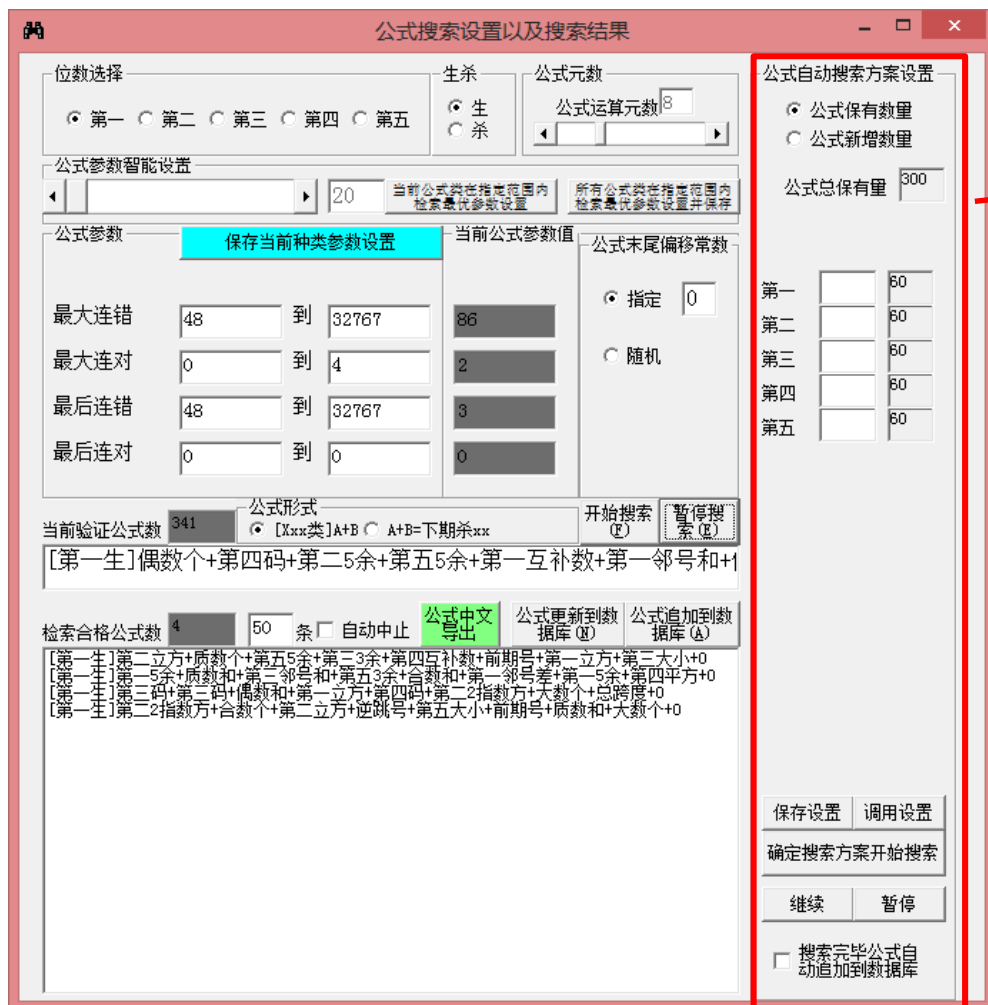 公式搜索设置以及搜索结果
位数选择
第一 第二 第三 第四 第五
生杀
生
杀
公式元数
公式运算元数 8
公式参数智能设置
20
当前公式类在指定范围内
检索最优参数设置
所有公式类在指定范围内
检索最优参数设置并保存
公式参数
保存当前种类参数设置
当前公式参数值
最大连错 48 到 32767 86
最大连对 0 到 4 2
最后连错 48 到 32767 3
最后连对 0 到 0 0
公式末尾偏移常数
指定 0
随机
当前验证公式数 341
公式形式
[Xxx类]A+B A+B=下期杀xx
开始搜索
(F)
暂停搜
索(E)
[第一生]偶数个+第四码+第二5余+第五5余+第一互补数+第一邻号和+
检索合格公式数 4 50 条 自动中止
公式中文
导出
公式更新到数
据库(N)
公式追加到数
据库(A)
[第一生]第二立方+质数个+第五5余+第三3余+第四互补数+前期号+第一立方+第三大小+0
[第一生]第一5余+质数和+第三邻号和+第五3余+合数和+第一邻号差+第一5余+第四平方+0
[第一生]第三码+第三码+偶数和+第一立方+第四码+第二2指数方+大数个+总跨度+0
[第一生]第二2指数方+合数个+第二立方+逆跳号+第五大小+前期号+质数和+大数个+0
公式自动搜索方案设置
公式保有数量
公式新增数量
公式总保有量 300
第一 60
第二 60
第三 60
第四 60
第五 60
保存设置 调用设置
确定搜索方案开始搜索
继续 暂停
搜索完毕公式自
动追加到数据库